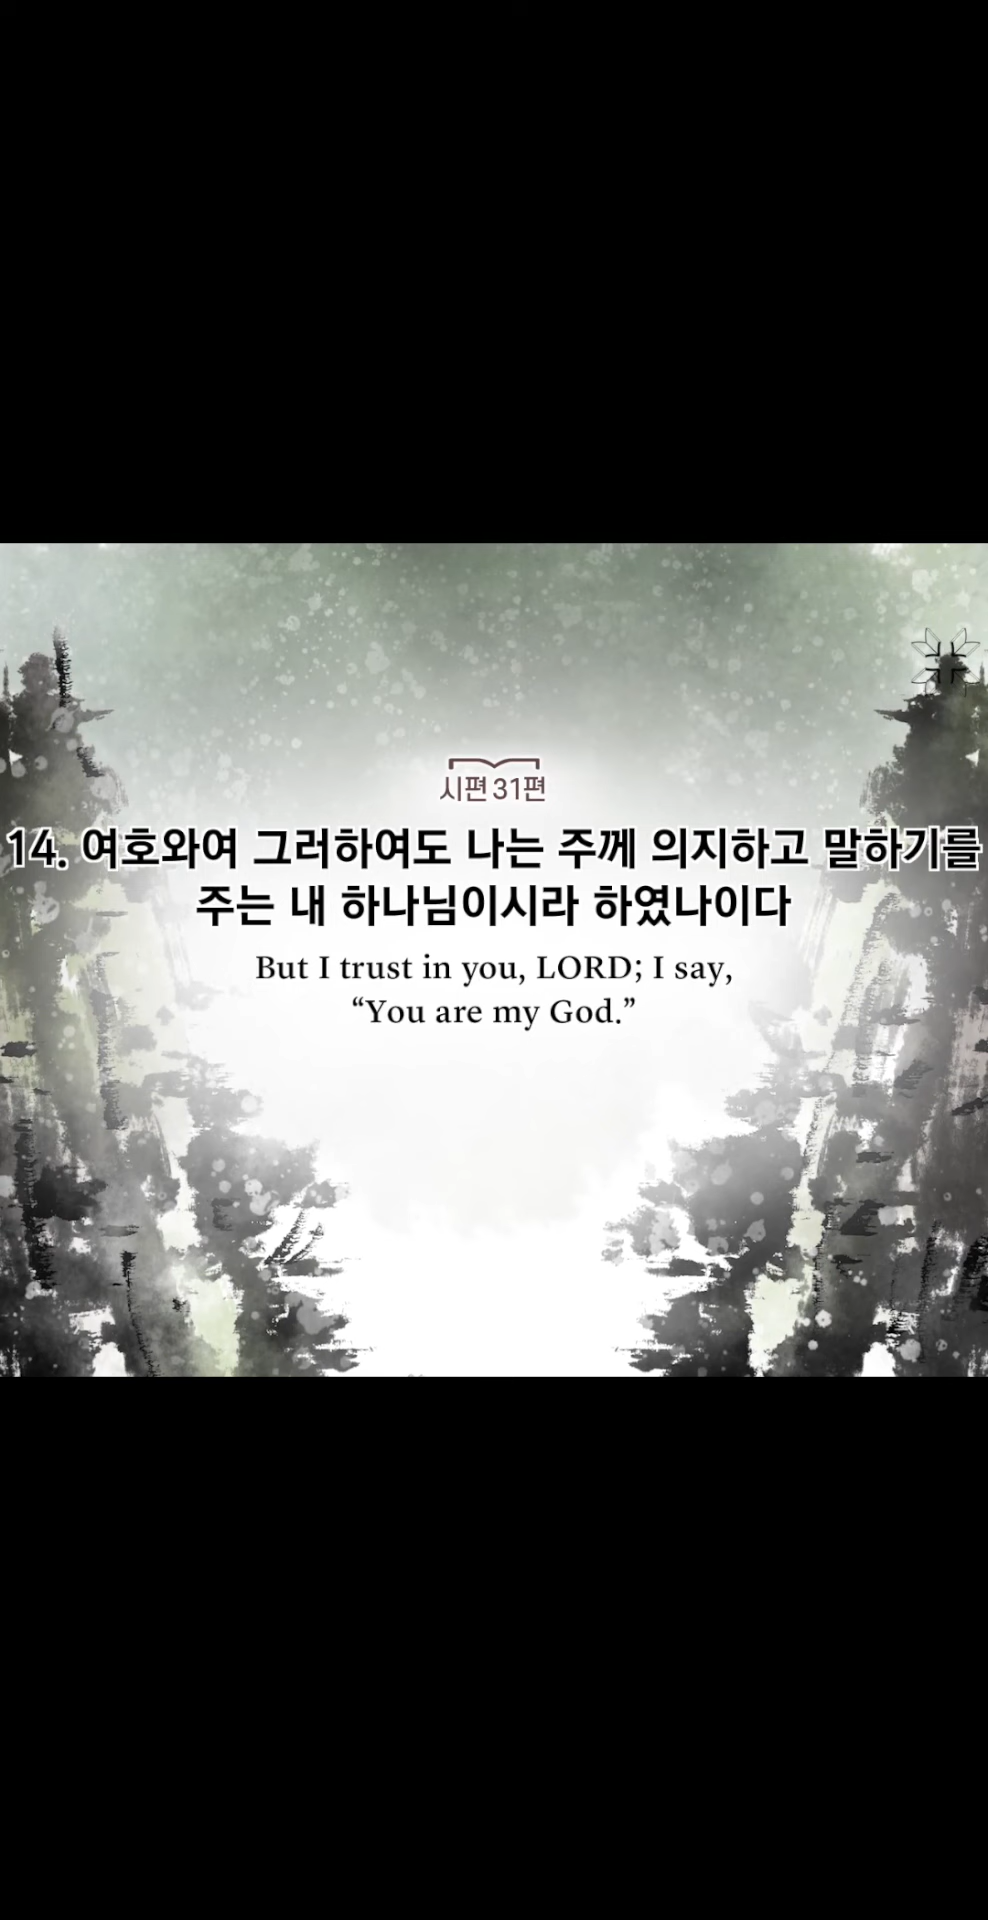 시편 31편
14. 여호와여 그러하여도 나는 주께 의지하고 말하기를
주는 내 하나님이시라 하였나이다
But I trust in you, LORD; I say,
“You are my God.”